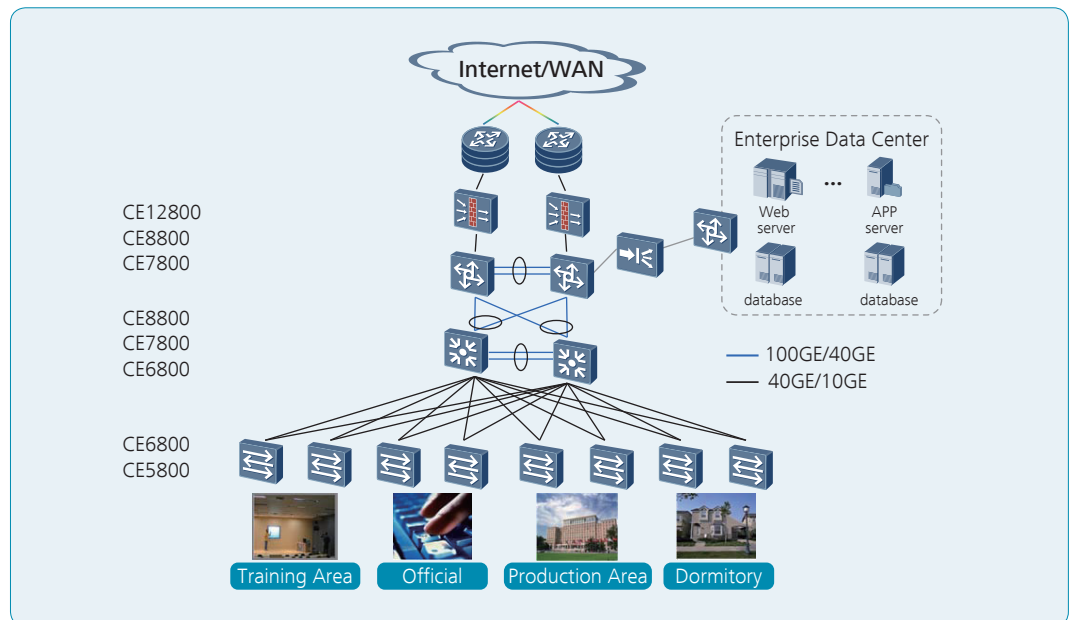 Internet/WAN
Enterprise Data Center
...
Web
server
APP
server
database
database
CE12800
CE8800
CE7800
CE8800
CE7800
CE6800
100GE/40GE
40GE/10GE
CE6800
CE5800
Training Area
Official
Production Area
Dormitory